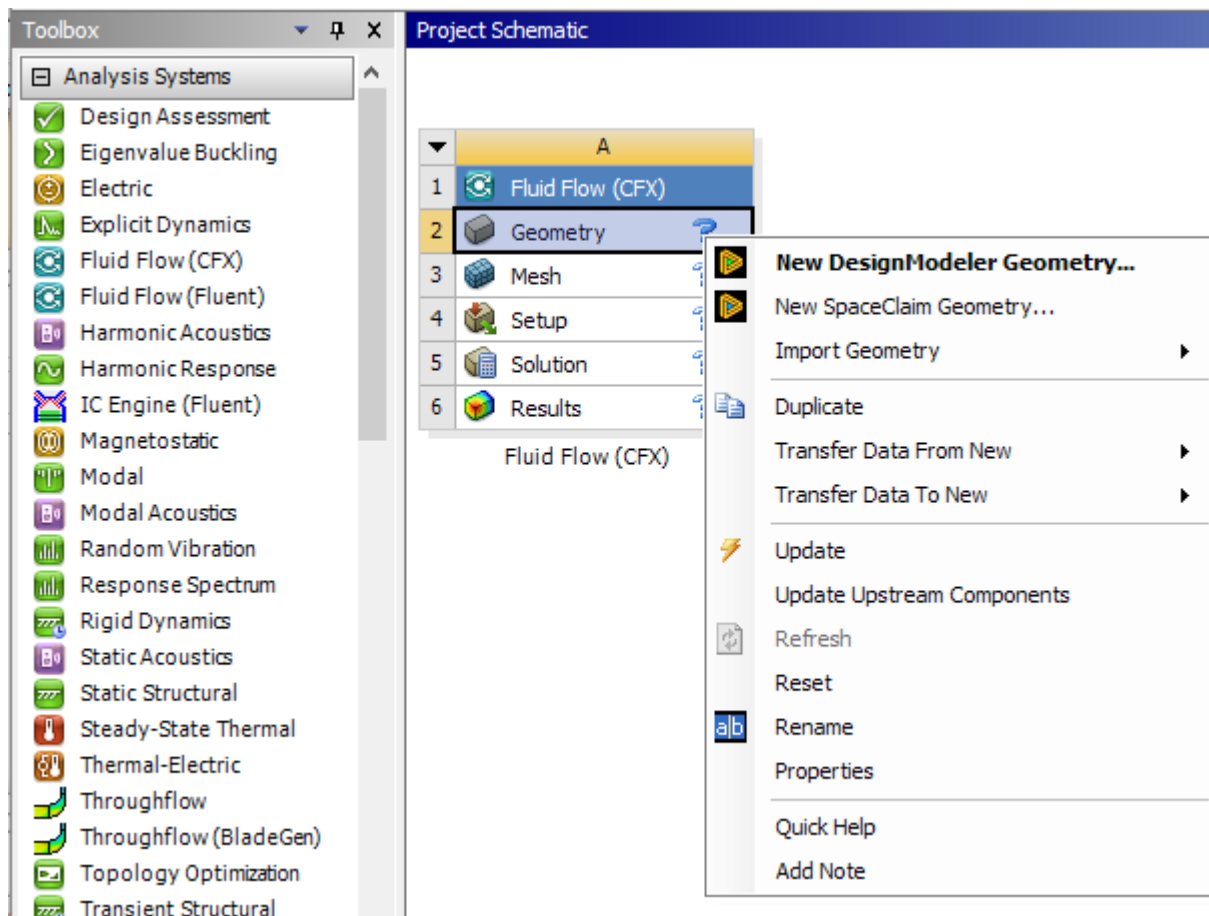 Toolbox
Analysis Systems
Design Assessment
Eigenvalue Buckling
Electric
Explicit Dynamics
Fluid Flow (CFX)
Fluid Flow (Fluent)
Harmonic Acoustics
Harmonic Response
IC Engine (Fluent)
Magnetostatic
Modal
Modal Acoustics
Random Vibration
Response Spectrum
Rigid Dynamics
Static Acoustics
Static Structural
Steady-State Thermal
Thermal-Electric
Throughflow
Throughflow (BladeGen)
Topology Optimization
Transient Structural
Project Schematic
A
1 Fluid Flow (CFX)
2 Geometry ?
3 Mesh
4 Setup
5 Solution
6 Results
Fluid Flow (CFX)
New DesignModeler Geometry...
New SpaceClaim Geometry...
Import Geometry
Duplicate
Transfer Data From New
Transfer Data To New
Update
Update Upstream Components
Refresh
Reset
a|b Rename
Properties
Quick Help
Add Note